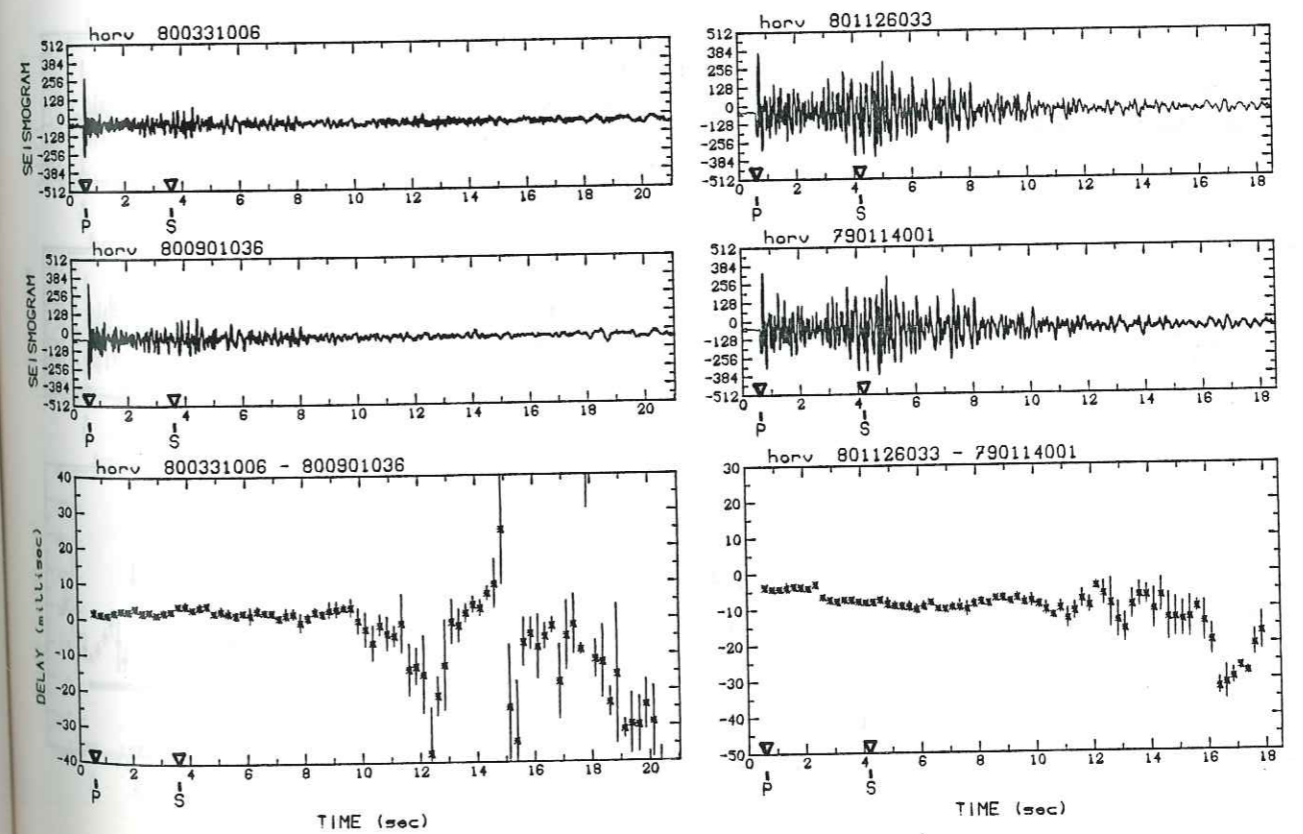 horv 800331006
SEISMOGRAM
512
384
256
128
0
-128
-256
-384
-512
0 2 4 6 8 10 12 14 16 18 20
P S
horv 800901036
SEISMOGRAM
512
384
256
128
0
-128
-256
-384
-512
0 2 4 6 8 10 12 14 16 18 20
P S
horv 800331006 - 800901036
DELAY (millisec)
40
30
20
10
0
-10
-20
-30
-40
0 2 4 6 8 10 12 14 16 18 20
P S
TIME (sec)
horv 801126033
512
384
256
128
0
-128
-256
-384
-512
0 2 4 6 8 10 12 14 16 18
P S
horv 790114001
512
384
256
128
0
-128
-256
-384
-512
0 2 4 6 8 10 12 14 16 18
P S
horv 801126033 - 790114001
30
20
10
0
-10
-20
-30
-40
-50
0 2 4 6 8 10 12 14 16 18
P S
TIME (sec)